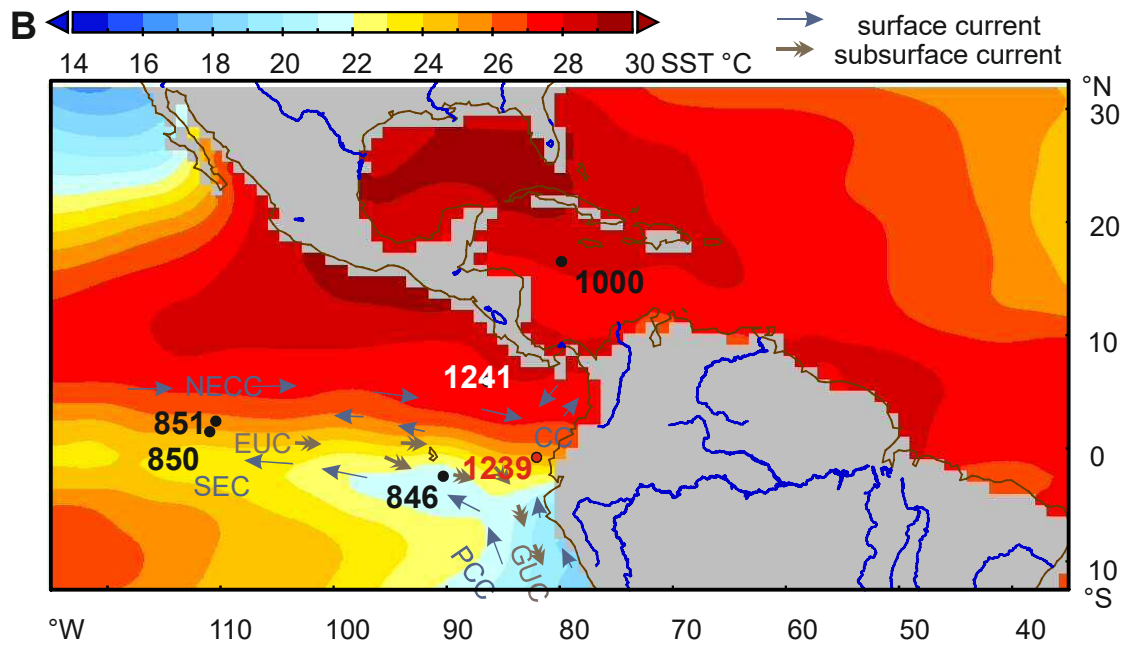 B
surface current
subsurface current
14 16 18 20 22 24 26 28 30 SST °C
°N
30
20
1000
10
1241
NECC
851
CC
EUC
850
1239
0
SEC
846
PCC
GUC
10
°S
°W 110 100 90 80 70 60 50 40